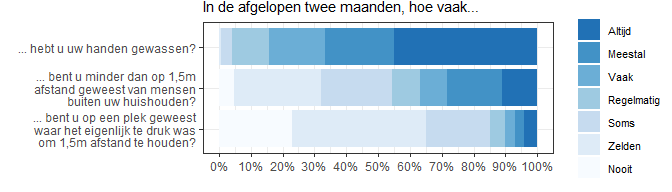 In de afgelopen twee maanden, hoe vaak...
... hebt u uw handen gewassen?
... bent u minder dan op 1,5m
afstand geweest van mensen
buiten uw huishouden?
... bent u op een plek geweest
waar het eigenlijk te druk was
om 1,5m afstand te houden?
0% 10% 20% 30% 40% 50% 60% 70% 80% 90% 100%
Altijd
Meestal
Vaak
Regelmatig
Soms
Zelden
Nooit